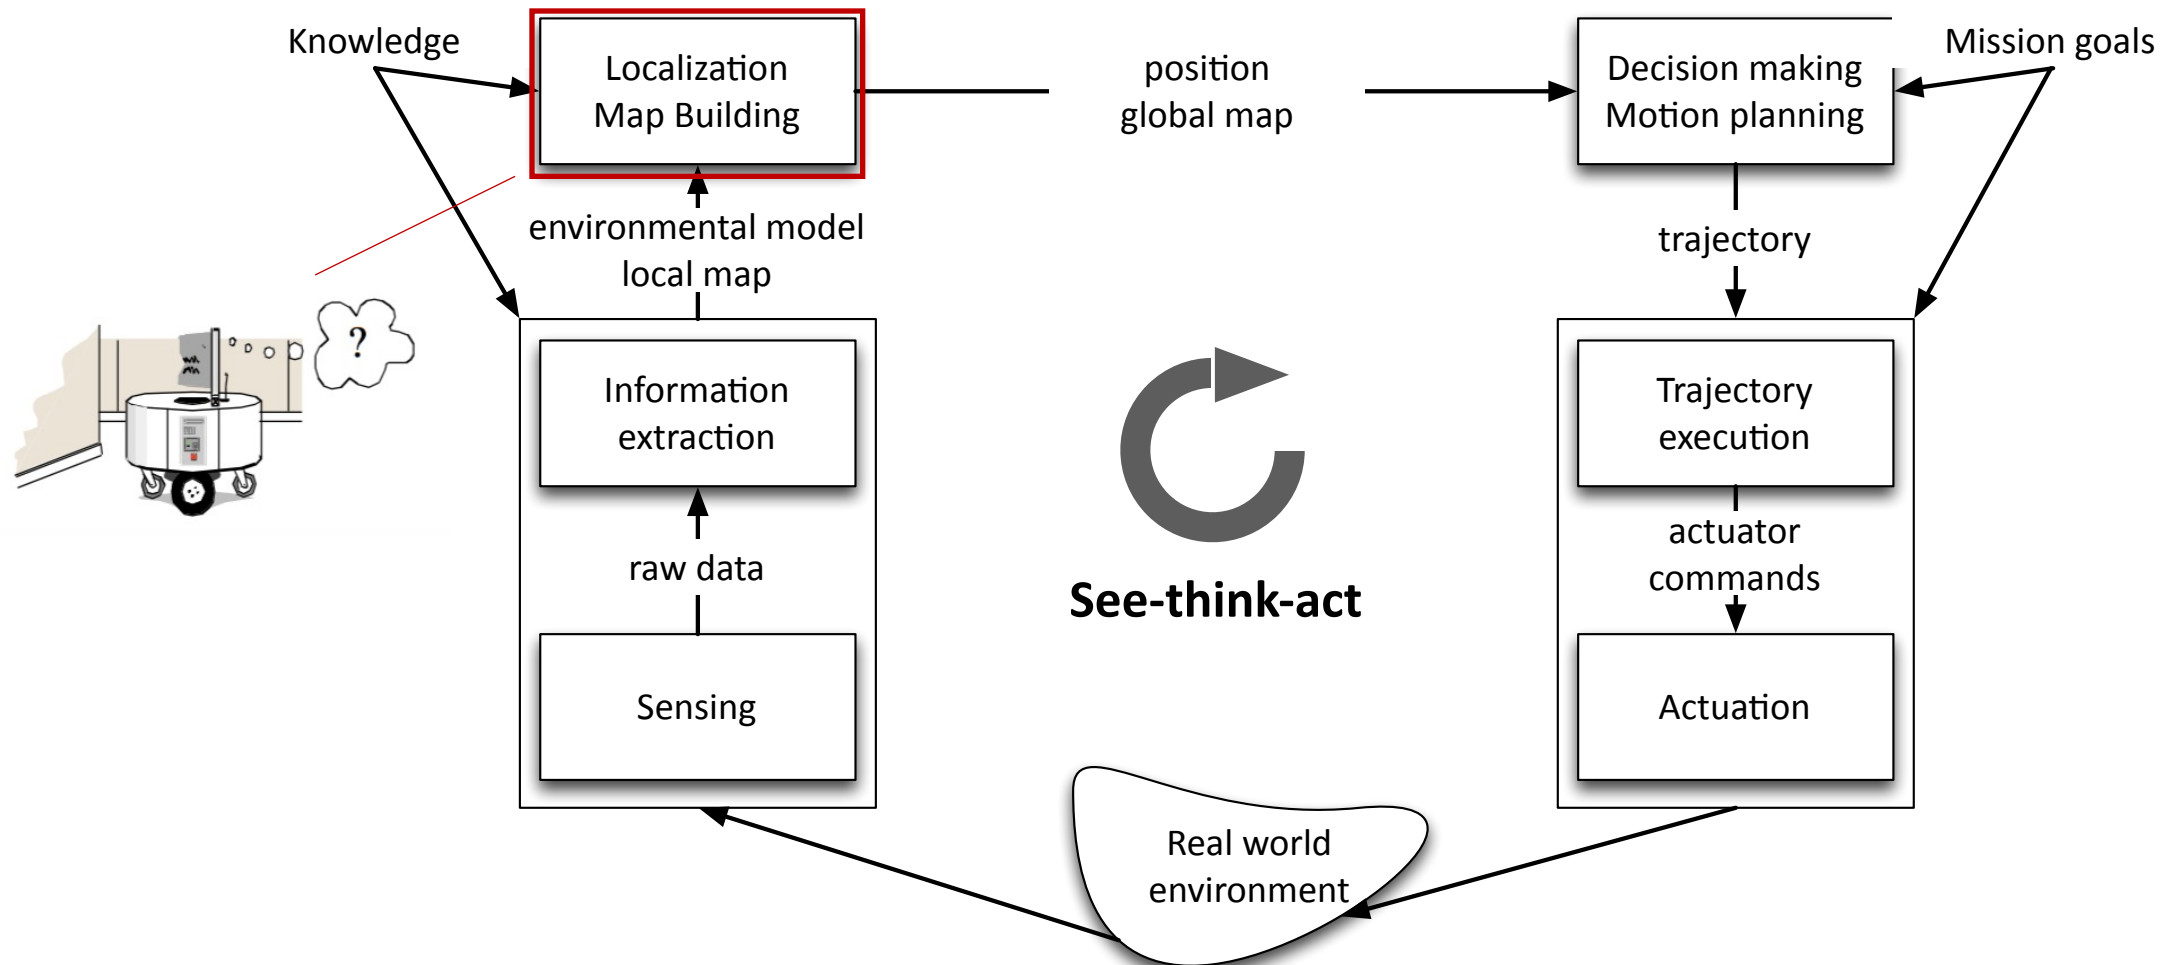 Knowledge
Localization
Map Building
position
global map
Decision making
Motion planning
Mission goals
environmental model
local map
trajectory
?
Information
extraction
Trajectory
execution
raw data
actuator
commands
See-think-act
Sensing
Actuation
Real world
environment